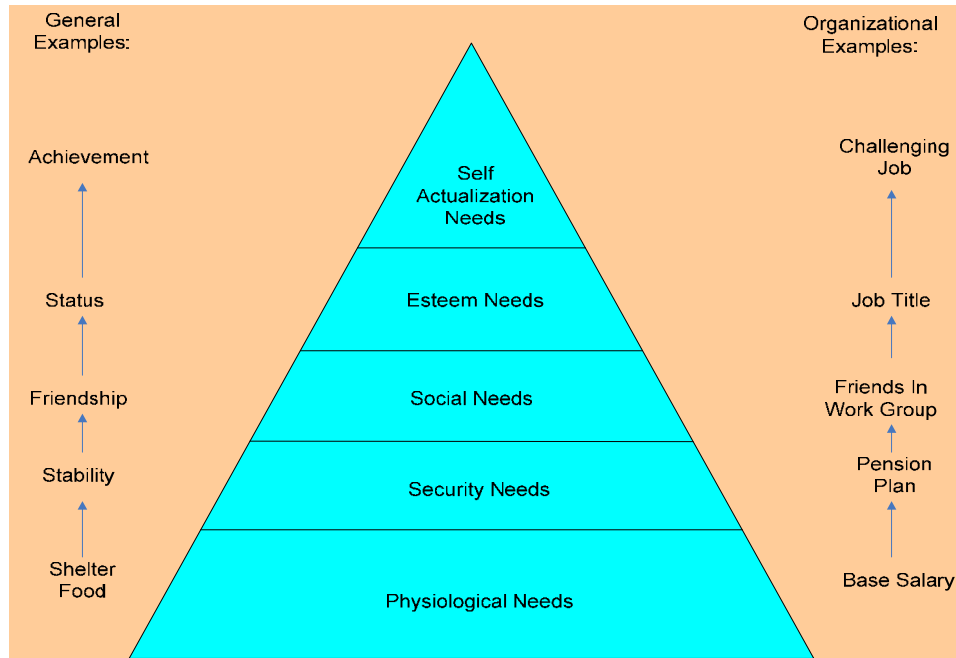 General
Examples:
Organizational
Examples:
Achievement
Self
Actualization
Needs
Challenging
Job
Status
Esteem Needs
Job Title
Friendship
Social Needs
Friends In
Work Group
Stability
Security Needs
Pension
Plan
Shelter
Food
Physiological Needs
Base Salary